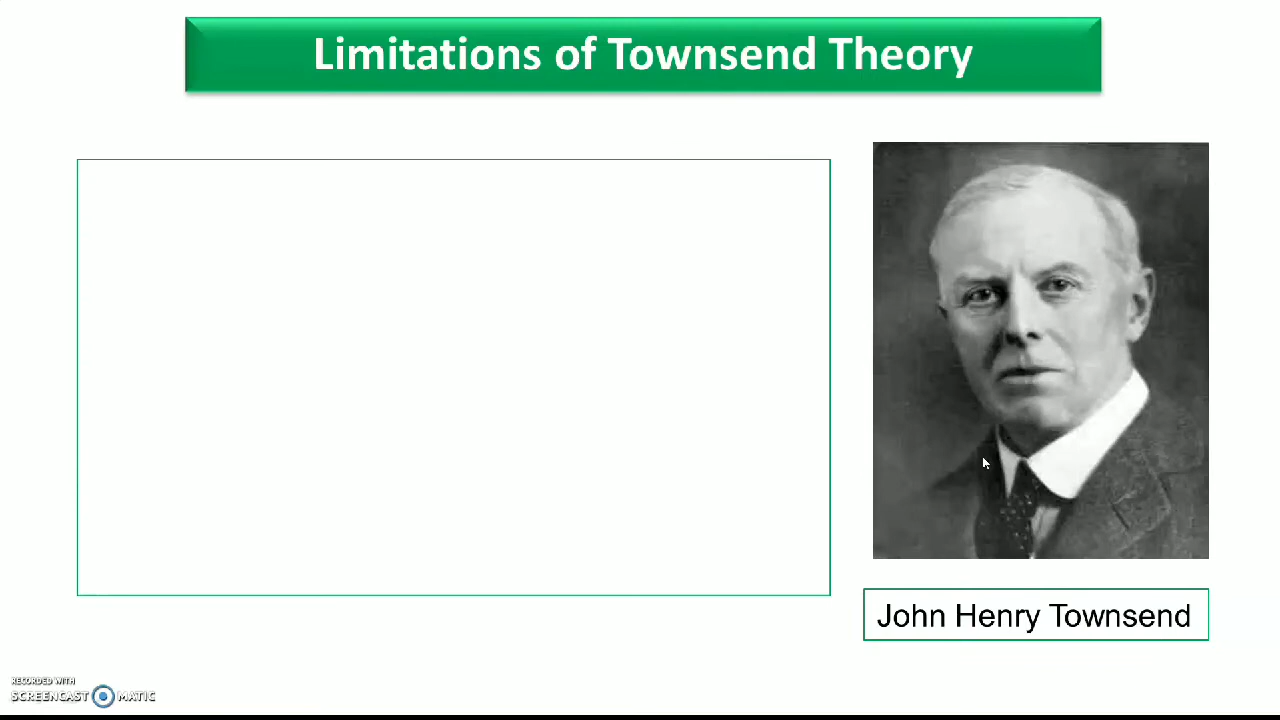 Limitations of Townsend Theory
John Henry Townsend
RECORDED WITH
SCREENCAST MATIC